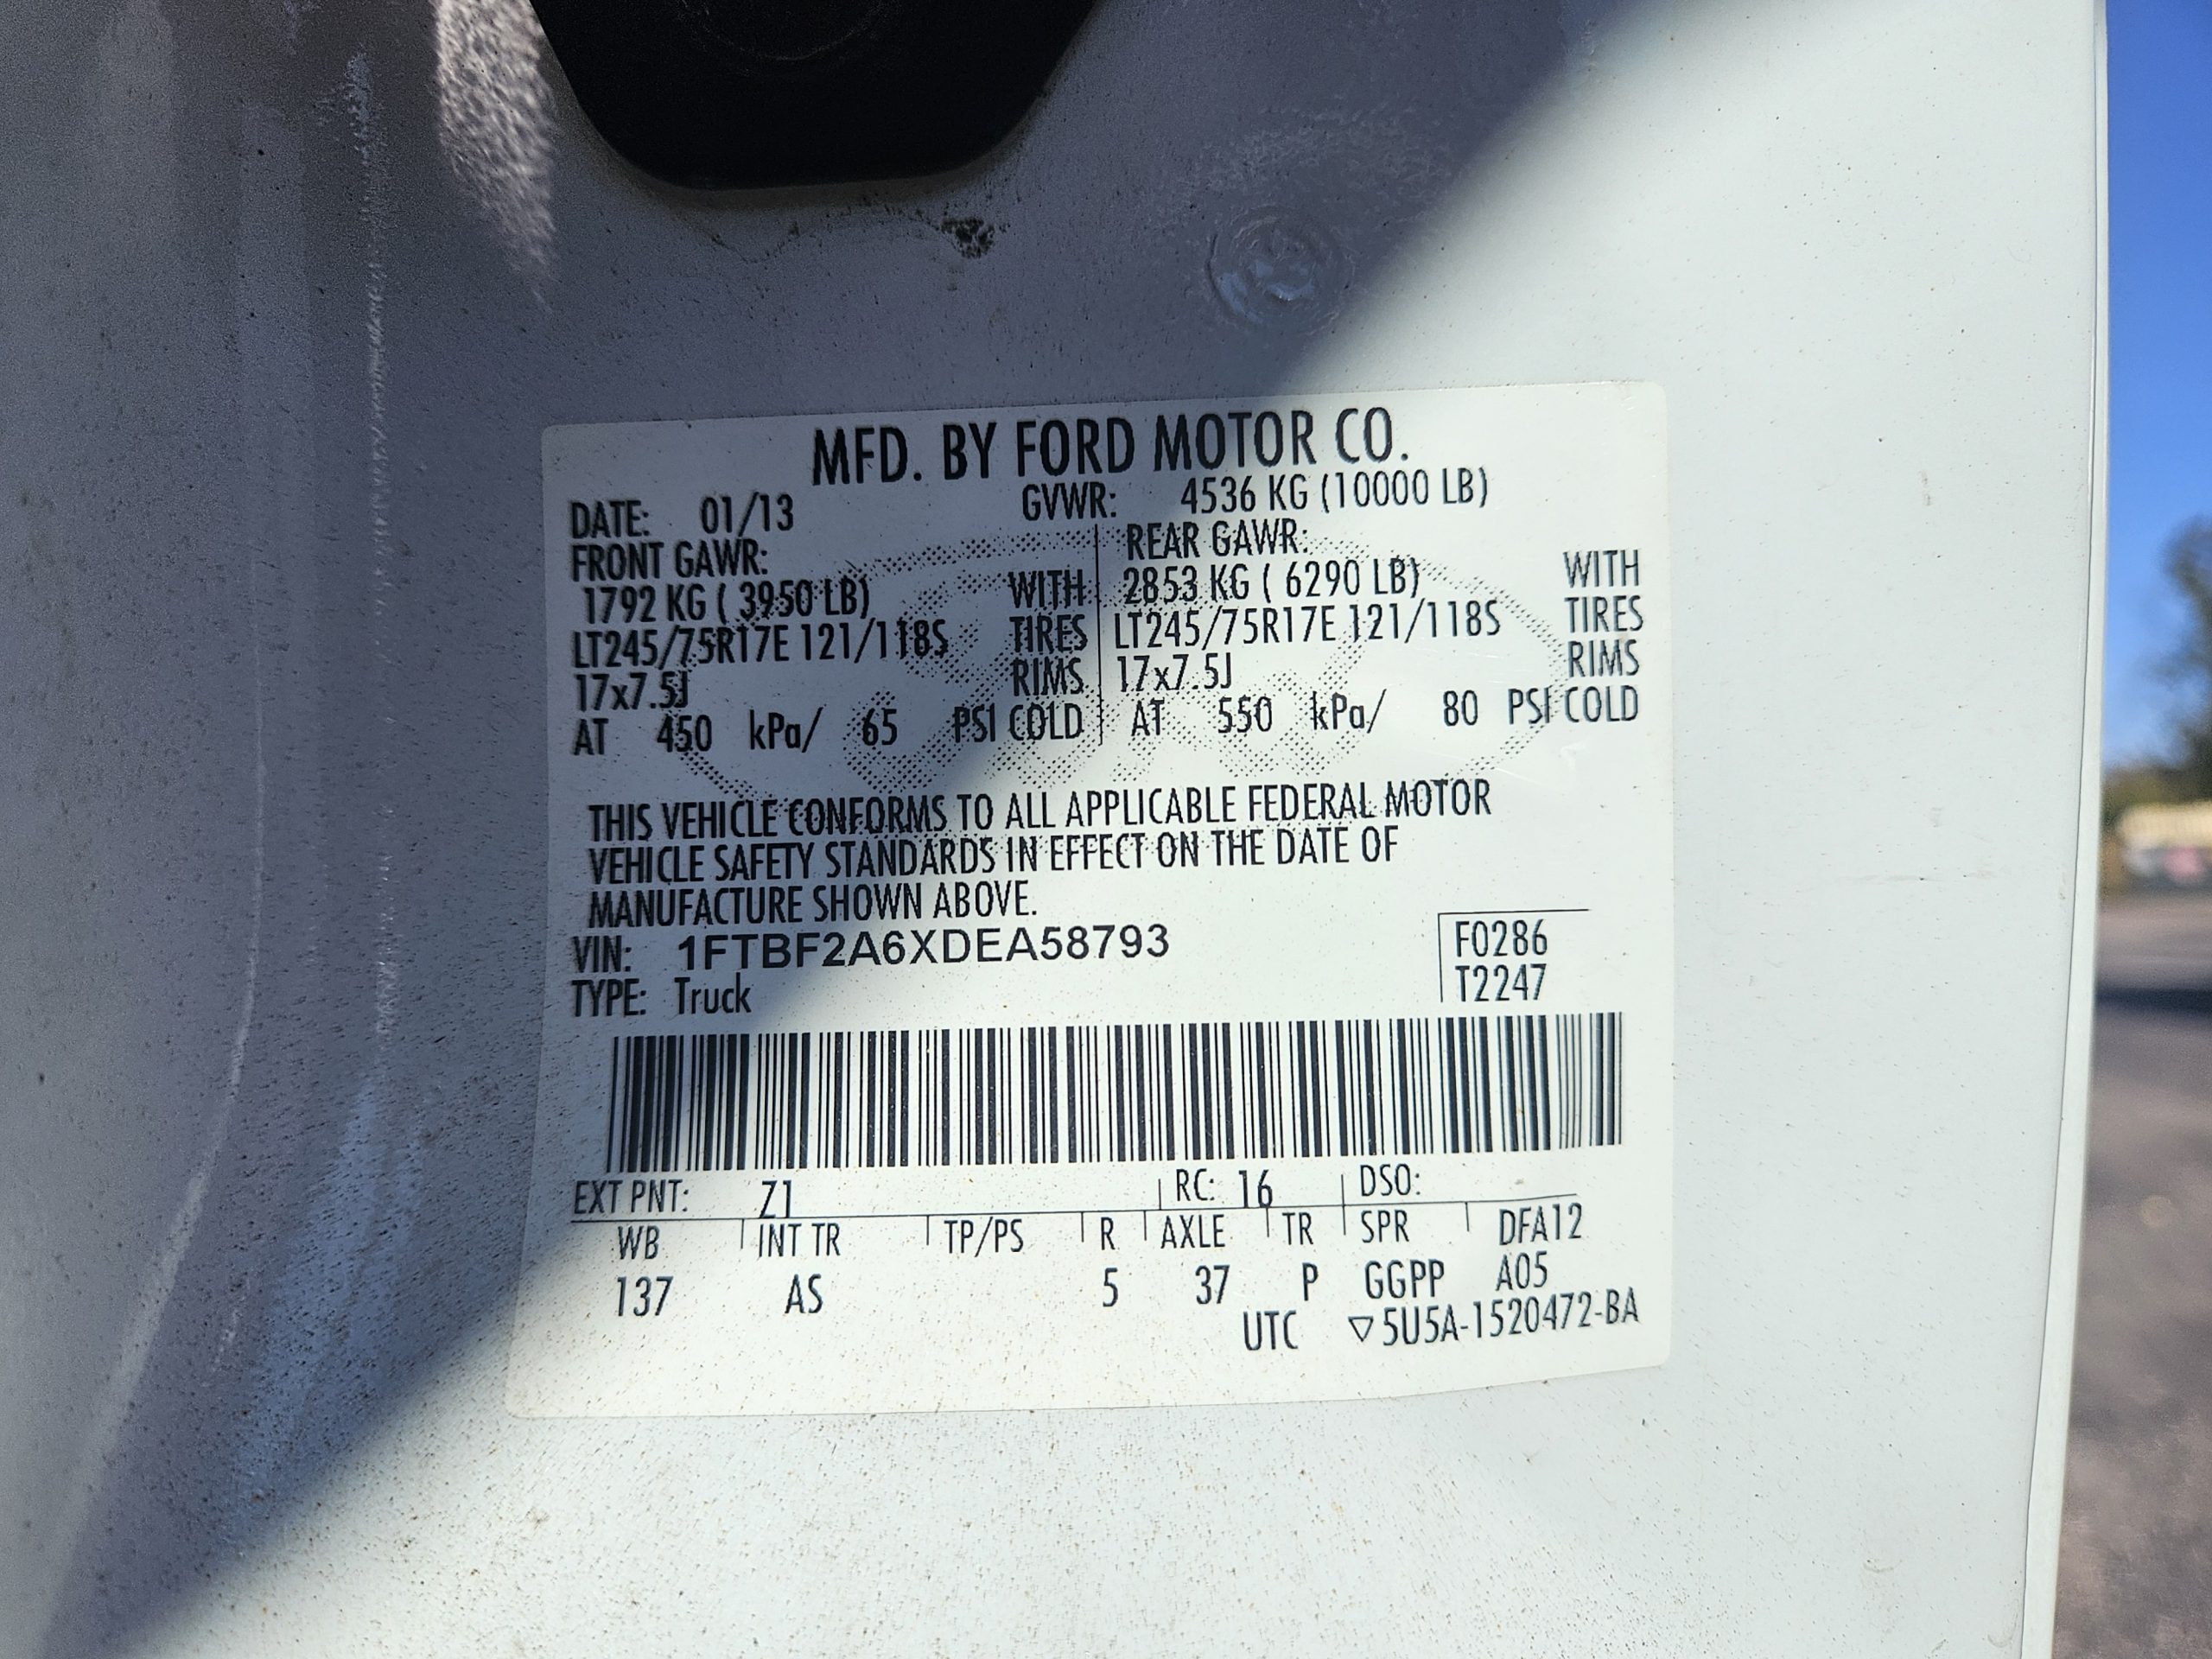 MFD. BY FORD MOTOR CO.
DATE: 01/13 GVWR: 4536 KG (10000 LB)
FRONT GAWR: REAR GAWR:
1792 KG ( 3950 LB) WITH 2853 KG ( 6290 LB) WITH
LT245/75R17E 121/118S TIRES LT245/75R17E 121/118S TIRES
17x7.5J RIMS 17x7.5J RIMS
AT 450 kPa/ 65 PSI COLD AT 550 kPa/ 80 PSI COLD
THIS VEHICLE CONFORMS TO ALL APPLICABLE FEDERAL MOTOR
VEHICLE SAFETY STANDARDS IN EFFECT ON THE DATE OF
MANUFACTURE SHOWN ABOVE.
VIN: 1FTBF2A6XDEA58793 F0286
TYPE: Truck T2247
EXT PNT: Z1 RC: 16 DSO:
WB INT TR TP/PS R AXLE TR SPR DFA12
137 AS 5 37 P GGPP A05
UTC ▽5U5A-1520472-BA